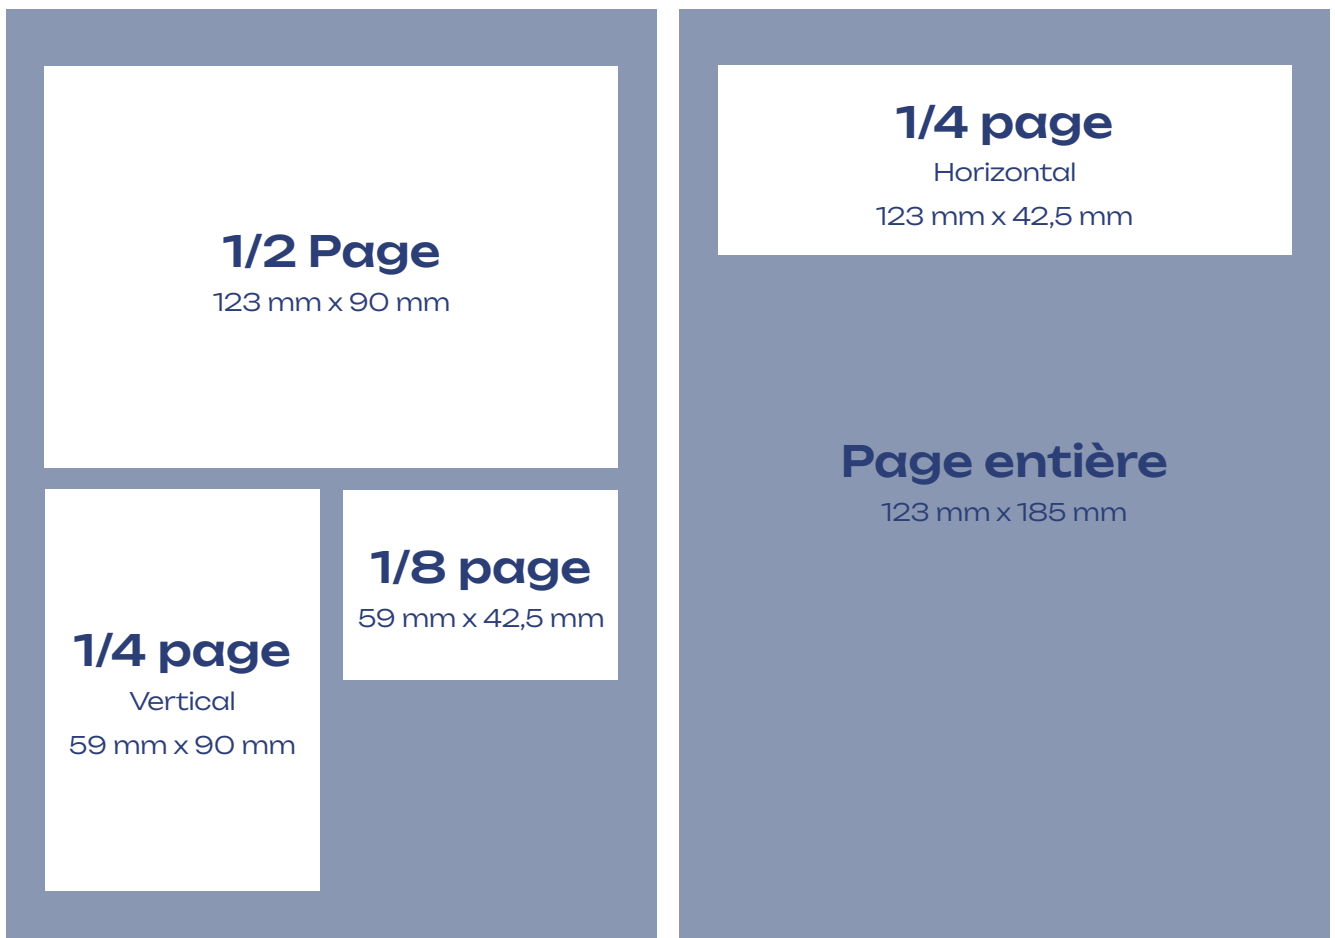 1/2 Page
123 mm x 90 mm
1/4 page
Vertical
59 mm x 90 mm
1/8 page
59 mm x 42,5 mm
1/4 page
Horizontal
123 mm x 42,5 mm
Page entière
123 mm x 185 mm